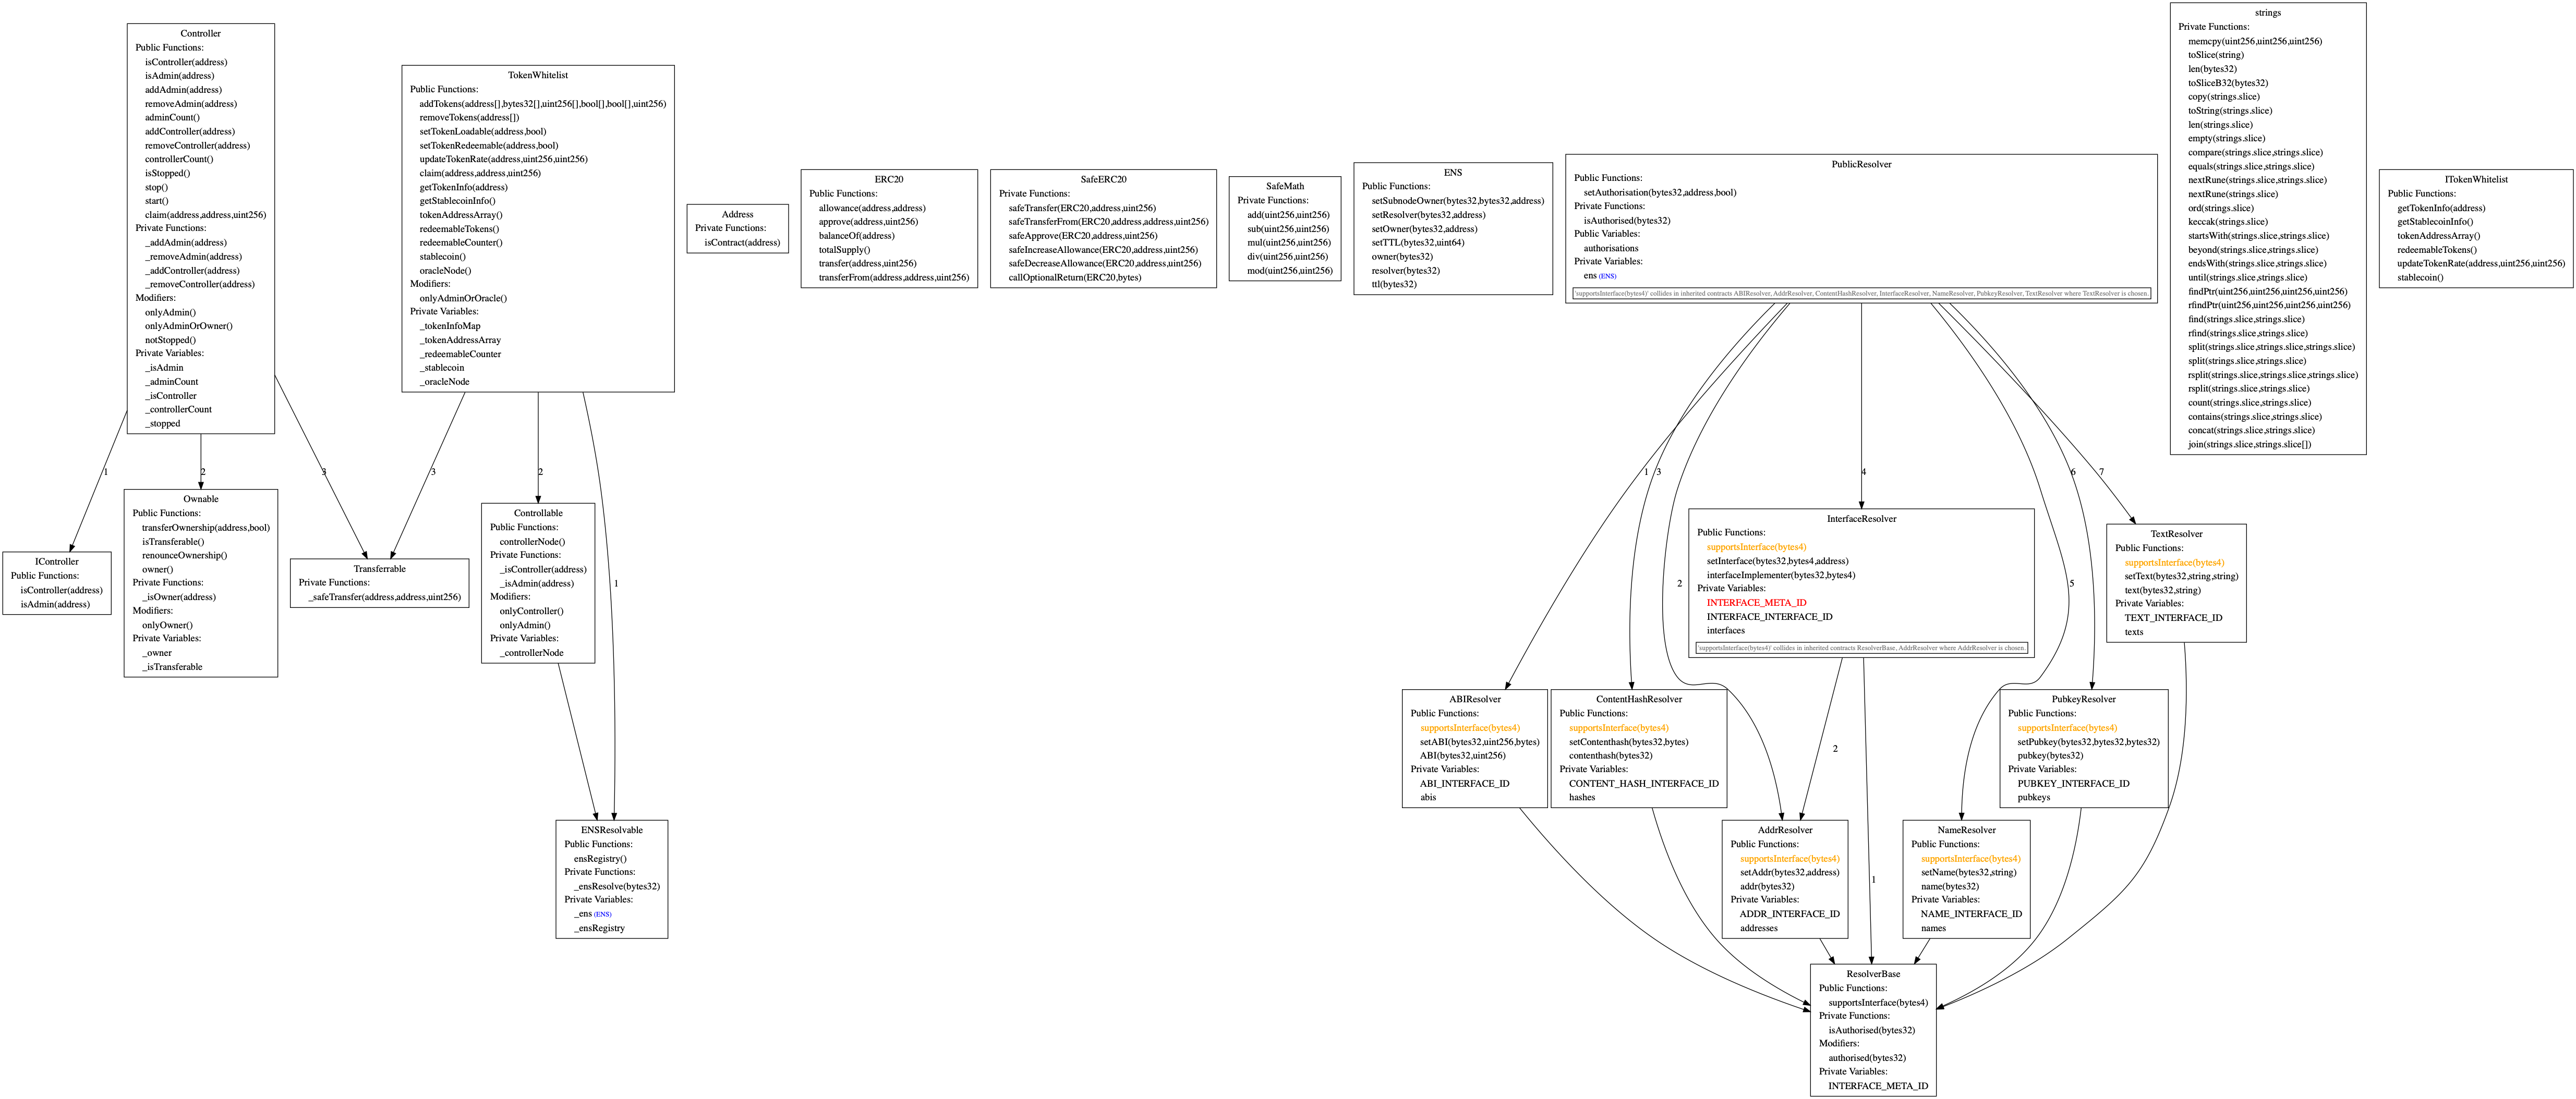 Controller
Public Functions:
isController(address)
isAdmin(address)
addAdmin(address)
removeAdmin(address)
adminCount()
addController(address)
removeController(address)
controllerCount()
isStopped()
stop()
start()
claim(address,address,uint256)
Private Functions:
_addAdmin(address)
_removeAdmin(address)
_addController(address)
_removeController(address)
Modifiers:
onlyAdmin()
onlyAdminOrOwner()
notStopped()
Private Variables:
_isAdmin
_adminCount
_isController
_controllerCount
_stopped
1
2
3
IController
Public Functions:
isController(address)
isAdmin(address)
Ownable
Public Functions:
transferOwnership(address,bool)
isTransferable()
renounceOwnership()
owner()
Private Functions:
_isOwner(address)
Modifiers:
onlyOwner()
Private Variables:
_owner
_isTransferable
Transferrable
Private Functions:
_safeTransfer(address,address,uint256)
TokenWhitelist
Public Functions:
addTokens(address[],bytes32[],uint256[],bool[],bool[],uint256)
removeTokens(address[])
setTokenLoadable(address,bool)
setTokenRedeemable(address,bool)
updateTokenRate(address,uint256,uint256)
claim(address,address,uint256)
getTokenInfo(address)
getStablecoinInfo()
tokenAddressArray()
redeemableTokens()
redeemableCounter()
stablecoin()
oracleNode()
Modifiers:
onlyAdminOrOracle()
Private Variables:
_tokenInfoMap
_tokenAddressArray
_redeemableCounter
_stablecoin
_oracleNode
3
2
1
Controllable
Public Functions:
controllerNode()
Private Functions:
_isController(address)
_isAdmin(address)
Modifiers:
onlyController()
onlyAdmin()
Private Variables:
_controllerNode
ENSResolvable
Public Functions:
ensRegistry()
Private Functions:
_ensResolve(bytes32)
Private Variables:
_ens (ENS)
_ensRegistry
Address
Private Functions:
isContract(address)
ERC20
Public Functions:
allowance(address,address)
approve(address,uint256)
balanceOf(address)
totalSupply()
transfer(address,uint256)
transferFrom(address,address,uint256)
SafeERC20
Private Functions:
safeTransfer(ERC20,address,uint256)
safeTransferFrom(ERC20,address,address,uint256)
safeApprove(ERC20,address,uint256)
safeIncreaseAllowance(ERC20,address,uint256)
safeDecreaseAllowance(ERC20,address,uint256)
callOptionalReturn(ERC20,bytes)
SafeMath
Private Functions:
add(uint256,uint256)
sub(uint256,uint256)
mul(uint256,uint256)
div(uint256,uint256)
mod(uint256,uint256)
ENS
Public Functions:
setSubnodeOwner(bytes32,bytes32,address)
setResolver(bytes32,address)
setOwner(bytes32,address)
setTTL(bytes32,uint64)
owner(bytes32)
resolver(bytes32)
ttl(bytes32)
PublicResolver
Public Functions:
setAuthorisation(bytes32,address,bool)
Private Functions:
isAuthorised(bytes32)
Public Variables:
authorisations
Private Variables:
ens (ENS)
'supportsInterface(bytes4)' collides in inherited contracts ABIResolver, AddrResolver, ContentHashResolver, InterfaceResolver, NameResolver, PubkeyResolver, TextResolver where TextResolver is chosen.
1
3
2
4
5
6
7
InterfaceResolver
Public Functions:
supportsInterface(bytes4)
setInterface(bytes32,bytes4,address)
interfaceImplementer(bytes32,bytes4)
Private Variables:
INTERFACE_META_ID
INTERFACE_INTERFACE_ID
interfaces
'supportsInterface(bytes4)' collides in inherited contracts ResolverBase, AddrResolver where AddrResolver is chosen.
2
1
TextResolver
Public Functions:
supportsInterface(bytes4)
setText(bytes32,string,string)
text(bytes32,string)
Private Variables:
TEXT_INTERFACE_ID
texts
ABIResolver
Public Functions:
supportsInterface(bytes4)
setABI(bytes32,uint256,bytes)
ABI(bytes32,uint256)
Private Variables:
ABI_INTERFACE_ID
abis
ContentHashResolver
Public Functions:
supportsInterface(bytes4)
setContenthash(bytes32,bytes)
contenthash(bytes32)
Private Variables:
CONTENT_HASH_INTERFACE_ID
hashes
PubkeyResolver
Public Functions:
supportsInterface(bytes4)
setPubkey(bytes32,bytes32,bytes32)
pubkey(bytes32)
Private Variables:
PUBKEY_INTERFACE_ID
pubkeys
AddrResolver
Public Functions:
supportsInterface(bytes4)
setAddr(bytes32,address)
addr(bytes32)
Private Variables:
ADDR_INTERFACE_ID
addresses
NameResolver
Public Functions:
supportsInterface(bytes4)
setName(bytes32,string)
name(bytes32)
Private Variables:
NAME_INTERFACE_ID
names
ResolverBase
Public Functions:
supportsInterface(bytes4)
Private Functions:
isAuthorised(bytes32)
Modifiers:
authorised(bytes32)
Private Variables:
INTERFACE_META_ID
strings
Private Functions:
memcpy(uint256,uint256,uint256)
toSlice(string)
len(bytes32)
toSliceB32(bytes32)
copy(strings.slice)
toString(strings.slice)
len(strings.slice)
empty(strings.slice)
compare(strings.slice,strings.slice)
equals(strings.slice,strings.slice)
nextRune(strings.slice,strings.slice)
nextRune(strings.slice)
ord(strings.slice)
keccak(strings.slice)
startsWith(strings.slice,strings.slice)
beyond(strings.slice,strings.slice)
endsWith(strings.slice,strings.slice)
until(strings.slice,strings.slice)
findPtr(uint256,uint256,uint256,uint256)
rfindPtr(uint256,uint256,uint256,uint256)
find(strings.slice,strings.slice)
rfind(strings.slice,strings.slice)
split(strings.slice,strings.slice,strings.slice)
split(strings.slice,strings.slice)
rsplit(strings.slice,strings.slice,strings.slice)
rsplit(strings.slice,strings.slice)
count(strings.slice,strings.slice)
contains(strings.slice,strings.slice)
concat(strings.slice,strings.slice)
join(strings.slice,strings.slice[])
ITokenWhitelist
Public Functions:
getTokenInfo(address)
getStablecoinInfo()
tokenAddressArray()
redeemableTokens()
updateTokenRate(address,uint256,uint256)
stablecoin()